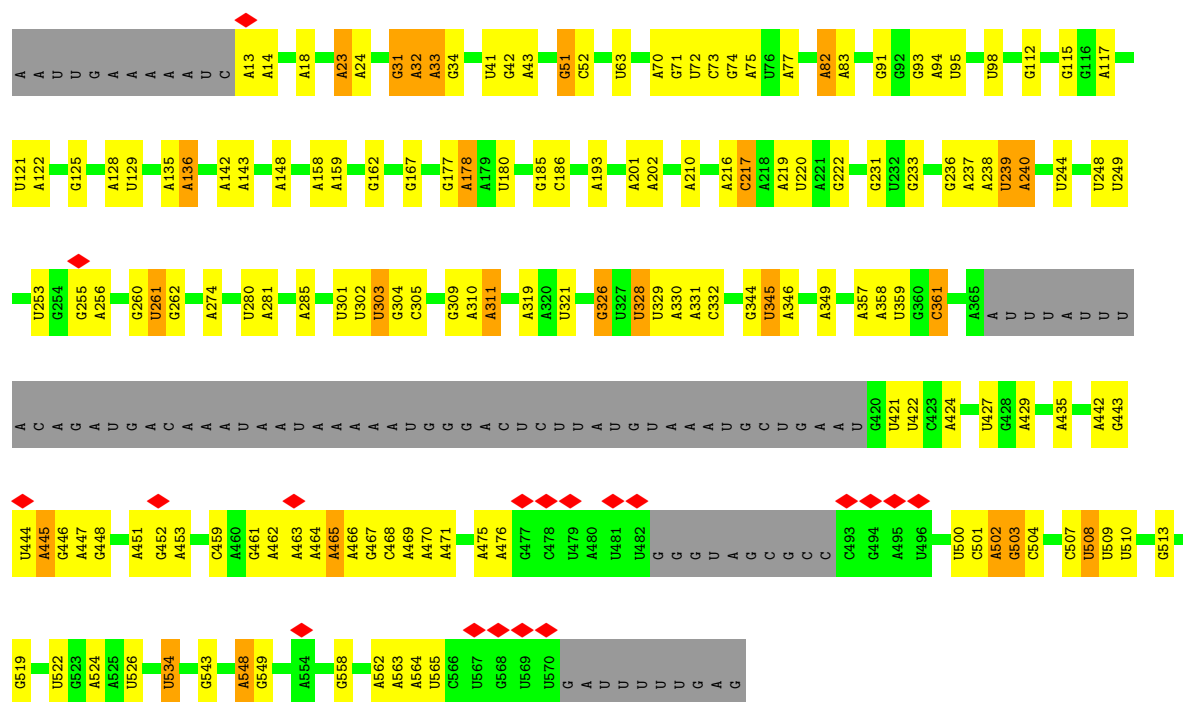 A A U U G A A A A A U C A13 A14 A18 A23 A24 G31 A32 A33 G34 U41 G42 A43 G51 C52 U63 A70 G71 U72 C73 G74 A75 U76 A77 A82 A83 G91 G92 G93 A94 U95 U98 G112 G115 G116 A117
U121 A122 G125 A128 U129 A135 A136 A142 A143 A148 A158 A159 G162 G167 G177 A178 A179 U180 G185 C186 A193 A201 A202 A210 A216 C217 A218 A219 U220 A221 G222 G231 U232 G233 G236 A237 A238 U239 A240 U244 U248 U249
U253 G254 G255 A256 G260 U261 G262 A274 U280 A281 A285 U301 U302 U303 G304 C305 G309 A310 A311 A319 A320 U321 G326 U327 U328 U329 A330 A331 C332 G344 U345 A346 A349 A357 A358 U359 G360 C361 A365 A U U U A U U U
A C A G A U G A C A A A U A A U A A A A A U G G G A C U C U U A U G U A A A U G C U G A A U G420 U421 U422 C423 A424 U427 G428 A429 A435 A442 G443
U444 A445 G446 A447 G448 A451 G452 A453 C459 A460 G461 A462 A463 A464 A465 A466 G467 C468 A469 A470 A471 A475 A476 G477 C478 U479 A480 U481 U482 G G G U A G C G C C C493 G494 A495 U496 U500 C501 A502 G503 C504 C507 U508 U509 U510 G513
G519 U522 G523 A524 A525 U526 U534 G543 A548 G549 A554 G558 A562 A563 A564 U565 C566 U567 G568 U569 U570 G A U U U U G A G